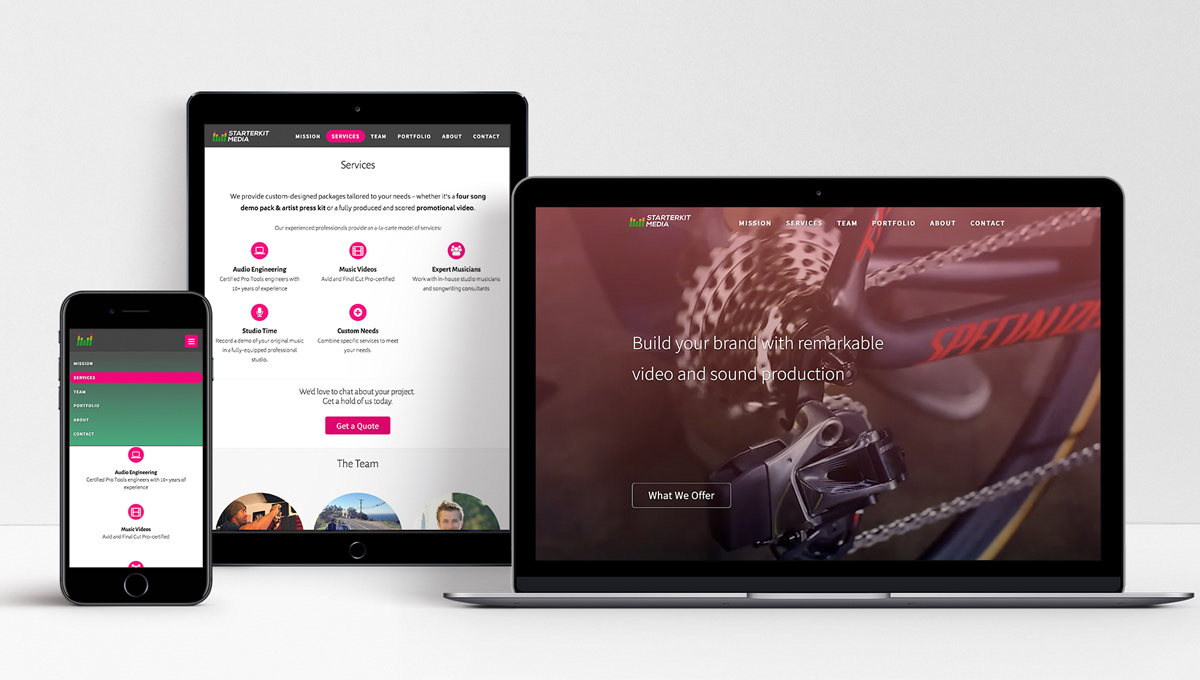 MISSION
SERVICES
TEAM
PORTFOLIO
ABOUT
CONTACT
Audio Engineering
Certified Pro Tools engineers with 10+ years of
experience
Music Videos
Avid and Final Cut Pro-certified
STARTERKIT
MEDIA
MISSION SERVICES TEAM PORTFOLIO ABOUT CONTACT
Services
We provide custom-designed packages tailored to your needs – whether it's a four song
demo pack & artist press kit or a fully produced and scored promotional video.
Our experienced professionals provide an a-la-carte model of services:
Audio Engineering
Certified Pro Tools engineers with
10+ years of experience
Music Videos
Avid and Final Cut Pro-certified
Expert Musicians
Work with in-house studio musicians
and songwriting consultants
Studio Time
Record a demo of your original music
in a fully-equipped professional
studio.
Custom Needs
Combine specific services to meet
your needs.
We'd love to chat about your project.
Get a hold of us today.
Get a Quote
The Team
STARTERKIT
MEDIA
MISSION SERVICES TEAM PORTFOLIO ABOUT CONTACT
Build your brand with remarkable
video and sound production
SPECIALIZE
What We Offer